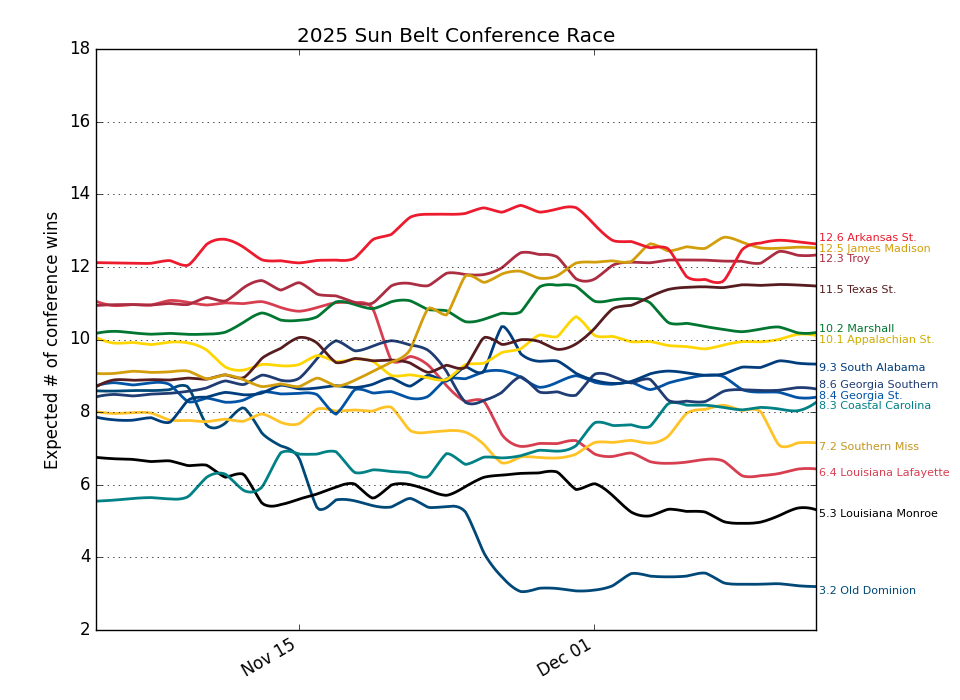 2025 Sun Belt Conference Race
Expected # of conference wins
18
16
14
12
10
8
6
4
2
Nov 15
Dec 01
12.6 Arkansas St.
12.5 James Madison
12.3 Troy
11.5 Texas St.
10.2 Marshall
10.1 Appalachian St.
9.3 South Alabama
8.6 Georgia Southern
8.4 Georgia St.
8.3 Coastal Carolina
7.2 Southern Miss
6.4 Louisiana Lafayette
5.3 Louisiana Monroe
3.2 Old Dominion